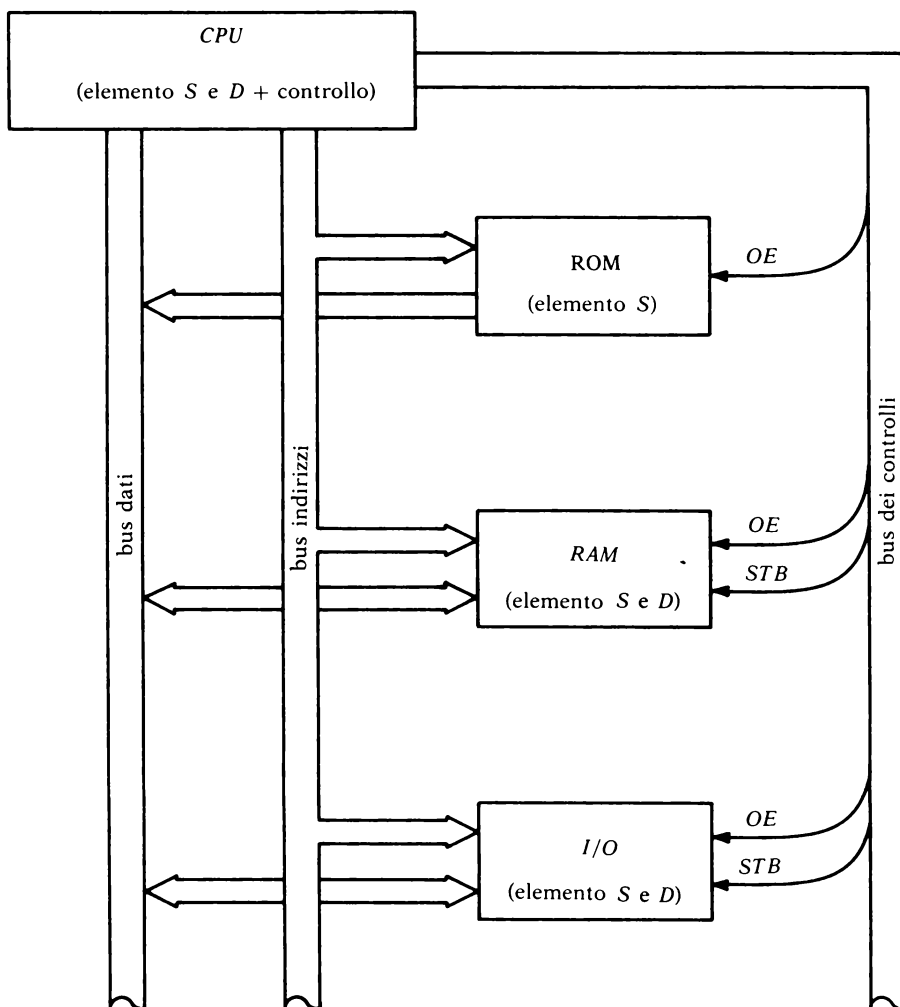 CPU
(elemento S e D + controllo)
ROM
(elemento S)
OE
bus dati
bus indirizzi
bus dei controlli
RAM
(elemento S e D)
OE
STB
I/O
(elemento S e D)
OE
STB